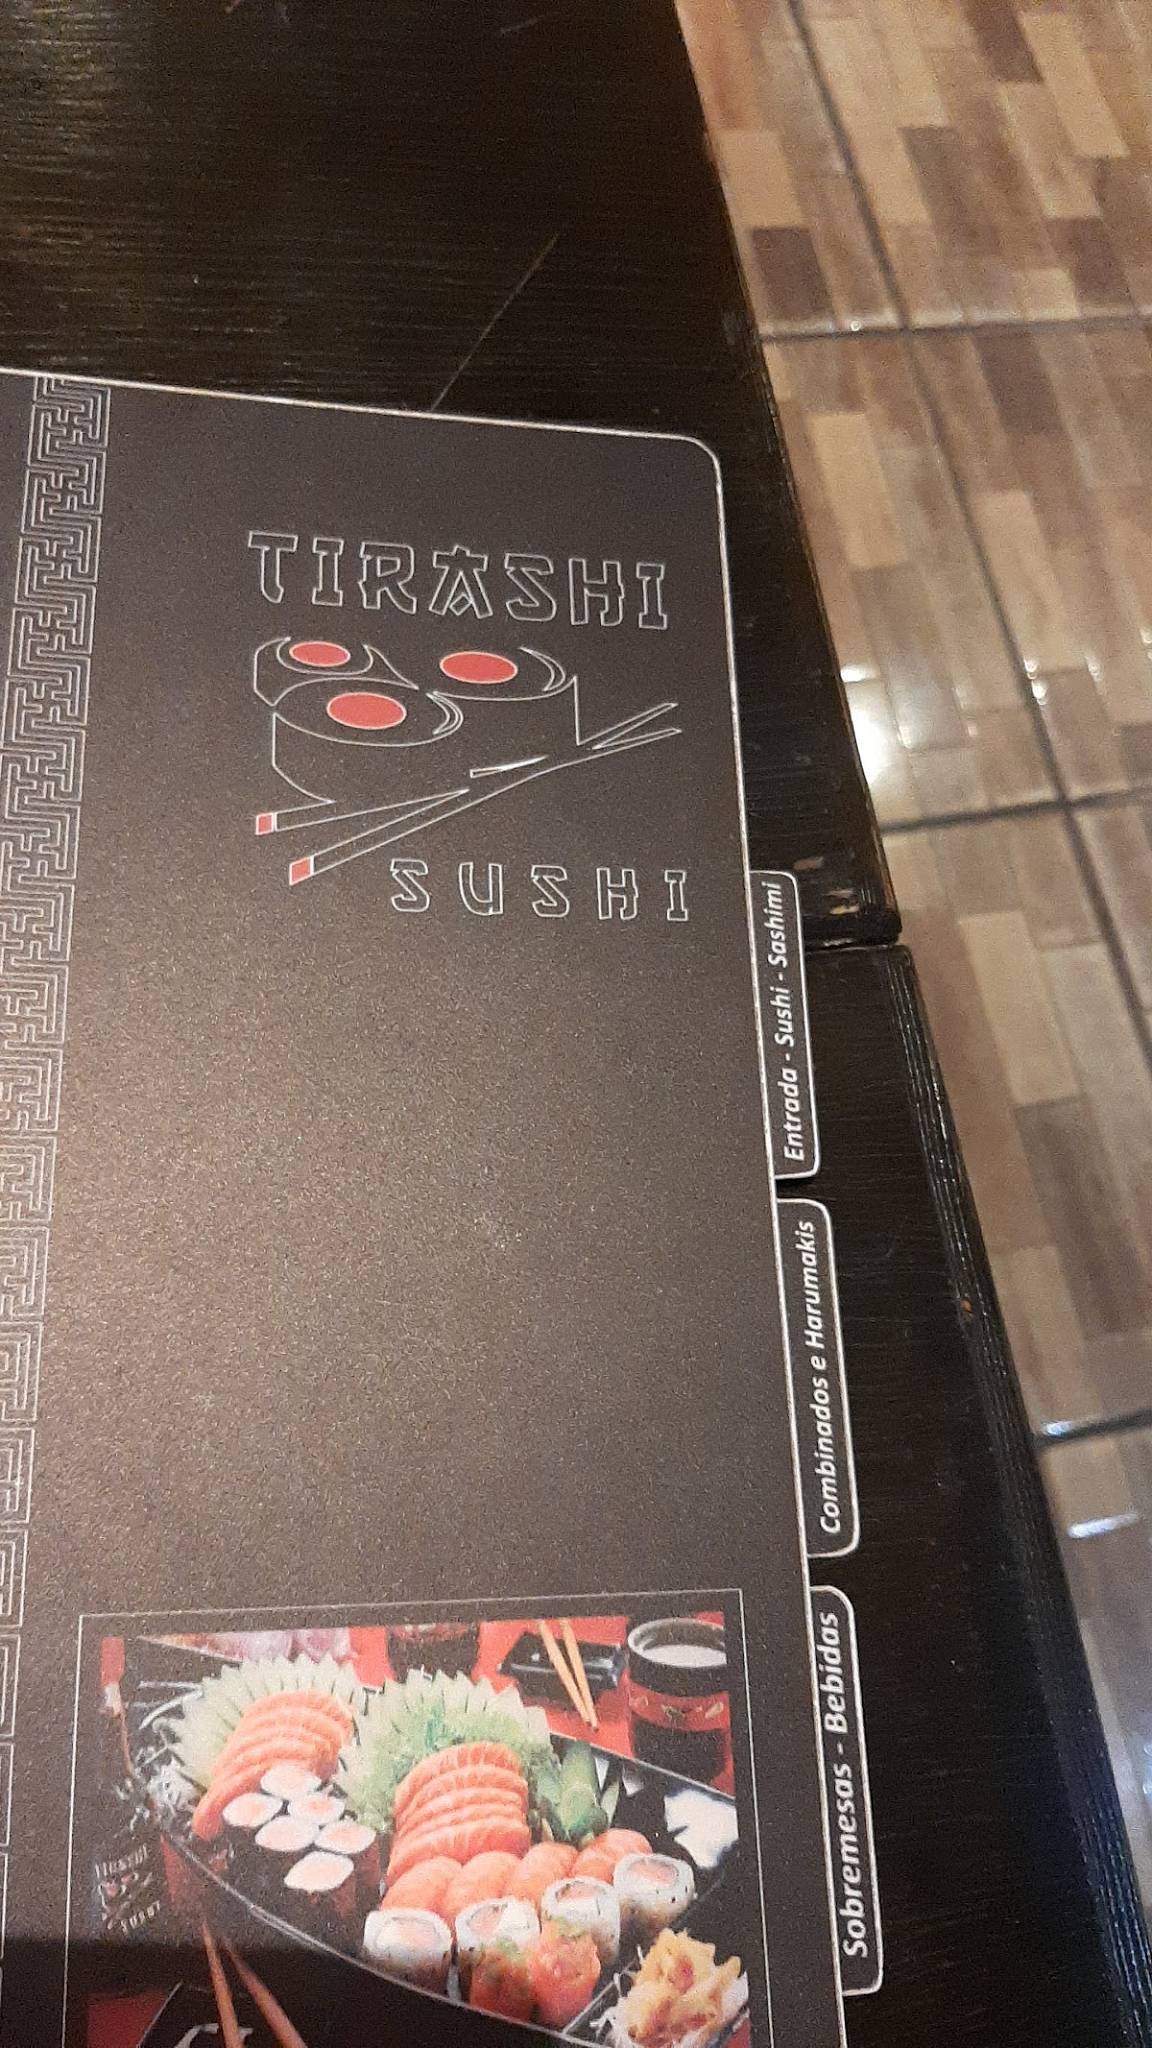 TIRASHI
SUSHI
Entrada - Sushi - Sashimi
Combinados e Harumakis
Sobremesas - Bebidas